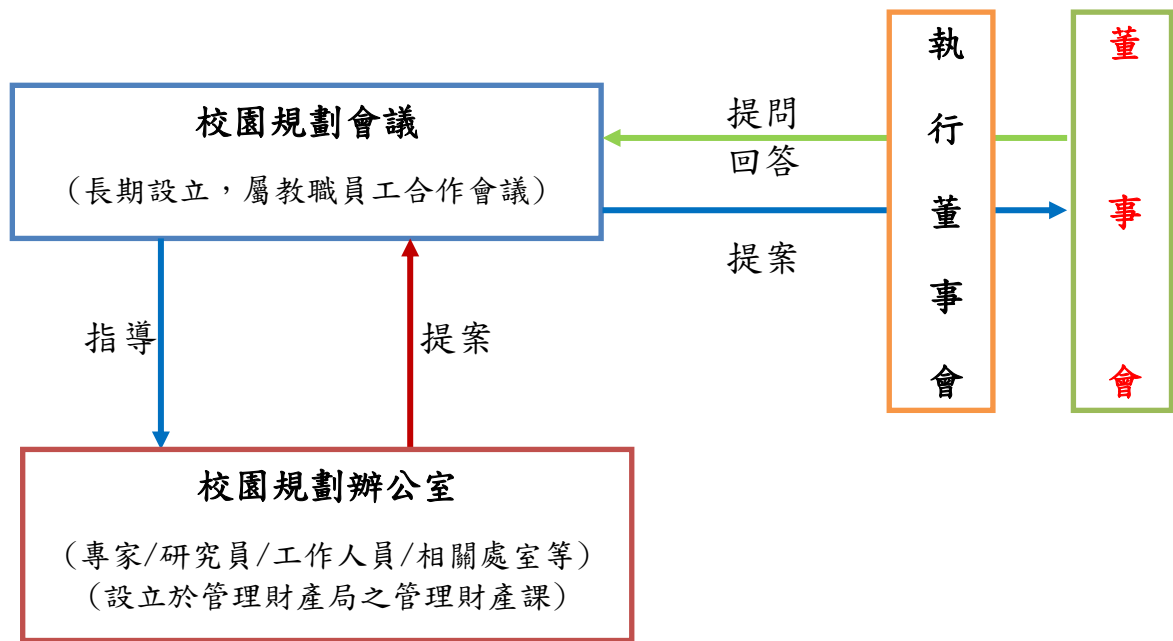 校園規劃會議
（長期設立，屬教職員工合作會議）
提問
回答
提案
執行董事會
董事會
指導
提案
校園規劃辦公室
（專家/研究員/工作人員/相關處室等）
（設立於管理財產局之管理財產課）